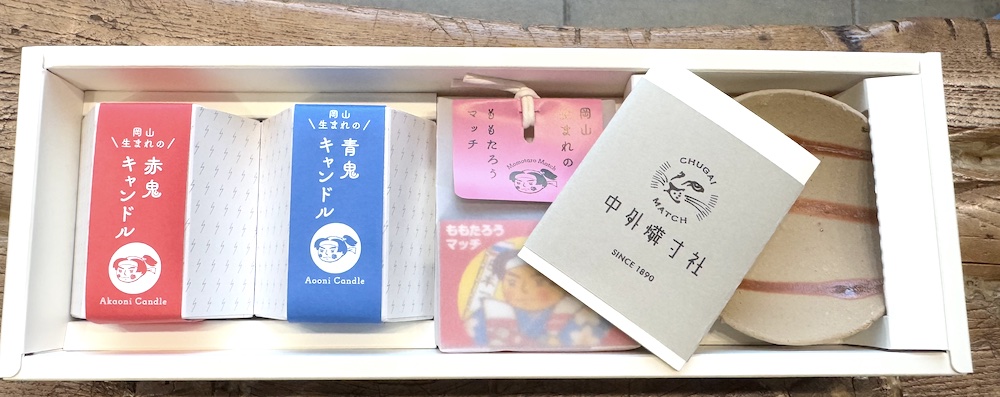 岡山
生まれの
赤鬼
キャンドル
Akaoni Candle
岡山
生まれの
青鬼
キャンドル
Aooni Candle
岡山
生まれの
ももたろう
マッチ
Momotaro Match
ももたろう
マッチ
CHUGAI
MATCH
中外燐寸社
SINCE 1890